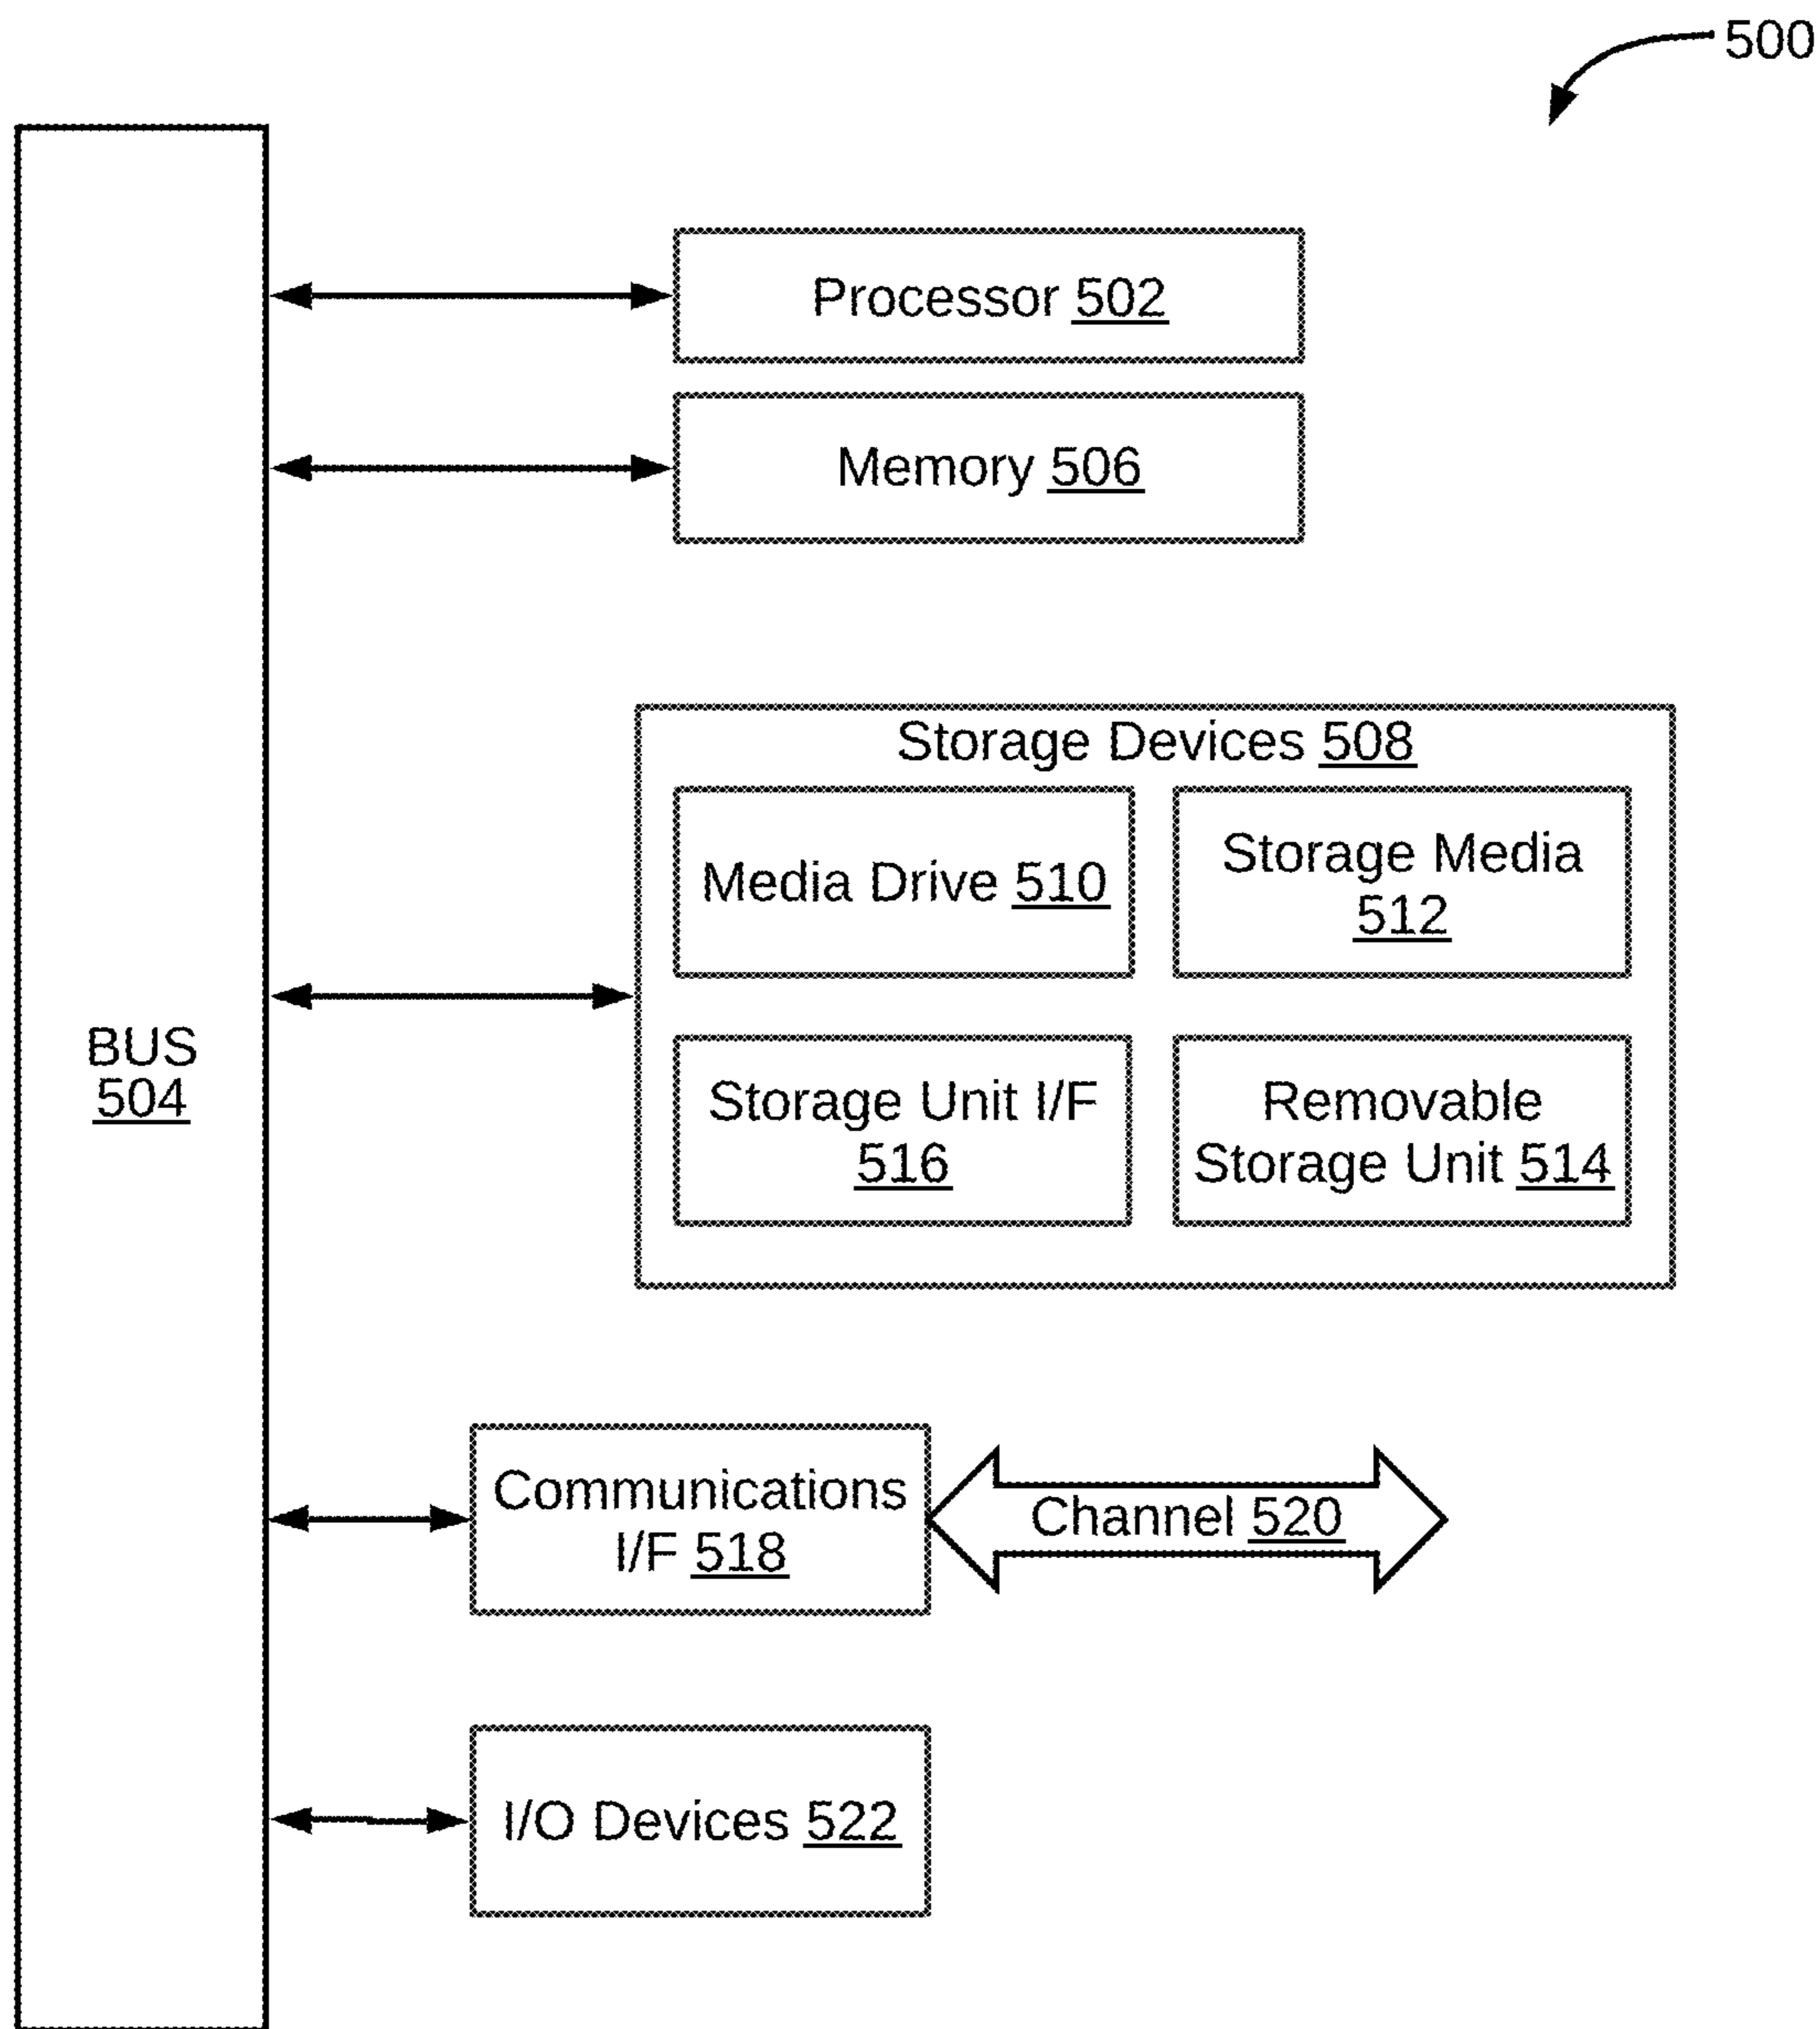 500
Processor 502
Memory 506
Storage Devices 508
Media Drive 510
Storage Media
512
BUS
504
Storage Unit I/F
516
Removable
Storage Unit 514
Communications
I/F 518
Channel 520
I/O Devices 522